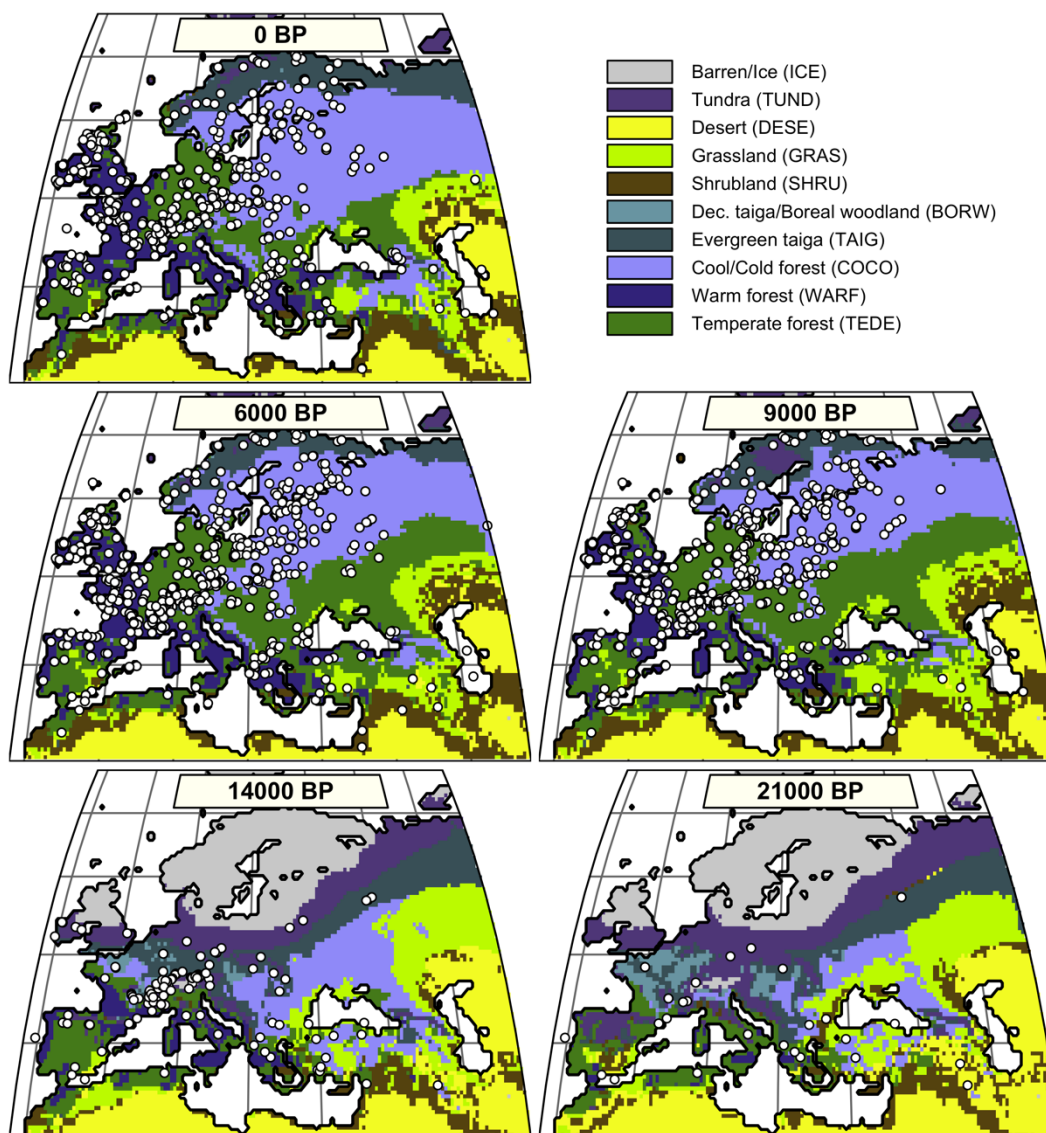 0 BP
Barren/Ice (ICE)
Tundra (TUND)
Desert (DESE)
Grassland (GRAS)
Shrubland (SHRU)
Dec. taiga/Boreal woodland (BORW)
Evergreen taiga (TAIG)
Cool/Cold forest (COCO)
Warm forest (WARF)
Temperate forest (TEDE)
6000 BP
9000 BP
14000 BP
21000 BP